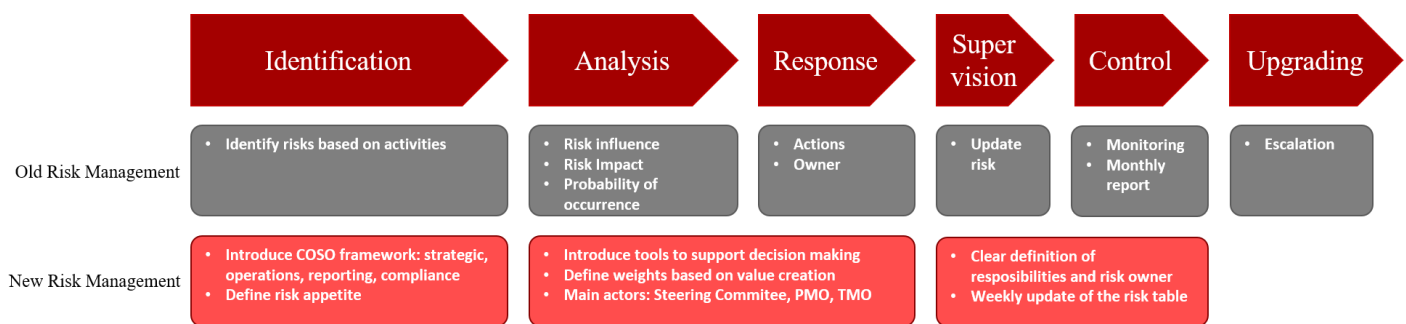 Identification
Analysis
Response
Super
vision
Control
Upgrading
Old Risk Management
• Identify risks based on activities
• Risk influence
• Risk Impact
• Probability of
occurrence
• Actions
• Owner
• Update
risk
• Monitoring
• Monthly
report
• Escalation
New Risk Management
• Introduce COSO framework: strategic,
operations, reporting, compliance
• Define risk appetite
• Introduce tools to support decision making
• Define weights based on value creation
• Main actors: Steering Commitee, PMO, TMO
• Clear definition of
resposibilities and risk owner
• Weekly update of the risk table